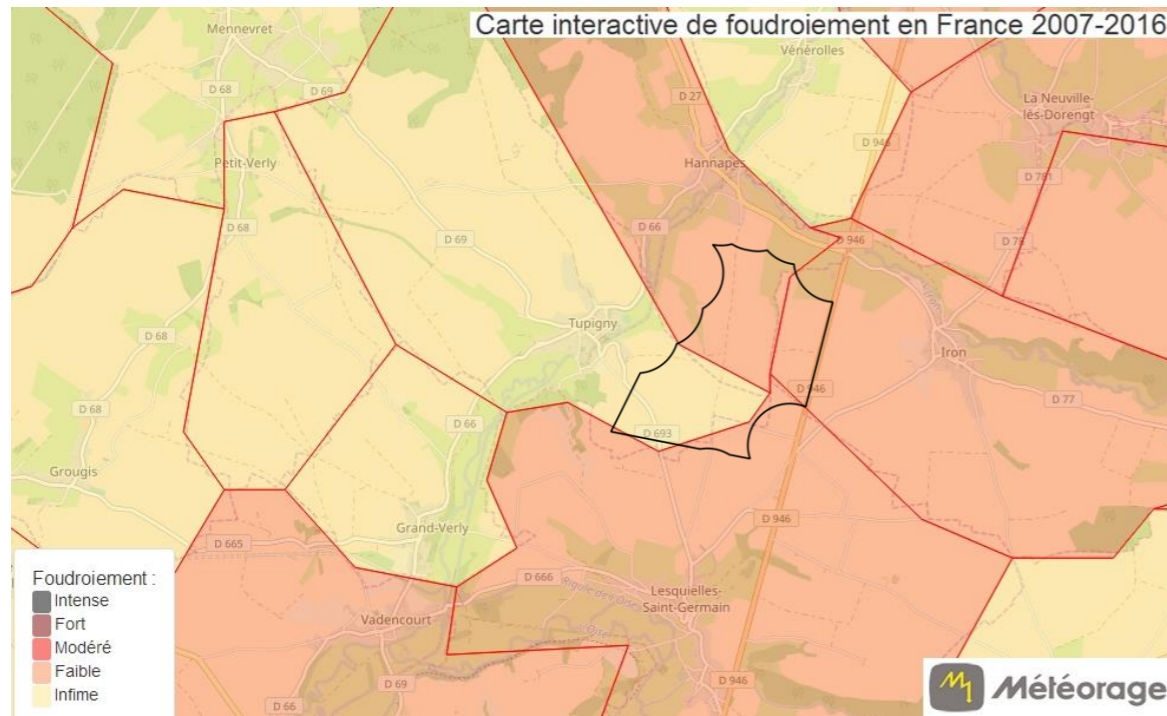 Carte interactive de foudroiement en France 2007-2016
Mennevret
Vénérolles
D 68
D 69
D 27
La Neuville-
lès-Dorengt
D 946
Petit-Verly
Hannapes
D 781
D 68
D 69
D 66
D 946
D 78
Tupigny
Iron
D 946
D 77
D 68
D 66
D 693
Grougis
D 946
Grand-Verly
D 665
D 666
Lesquielles-
Saint-Germain
Vadencourt
D 69
D 946
D 66
Foudroiement :
Intense
Fort
Modéré
Faible
Infime
Météorage